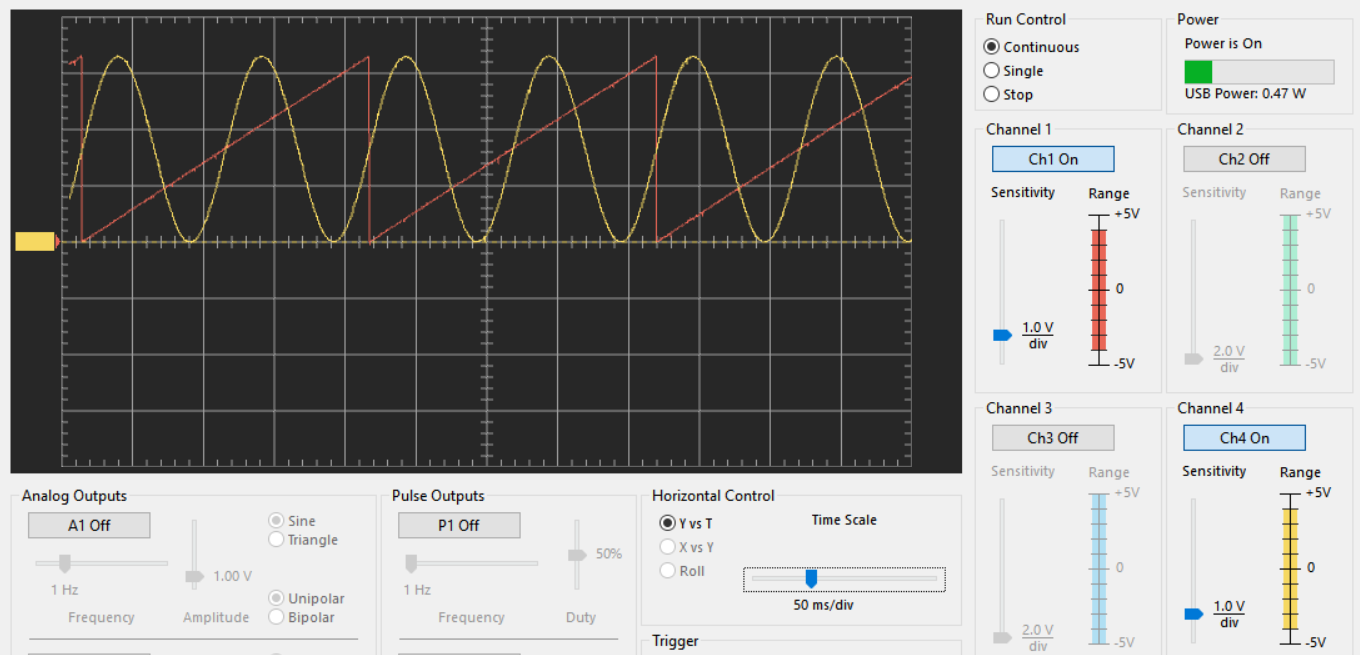 Run Control
Continuous
Single
Stop
Power
Power is On
USB Power: 0.47 W
Channel 1
Ch1 On
Sensitivity
Range
+5V
0
-5V
1.0 V
div
Channel 2
Ch2 Off
Sensitivity
Range
+5V
0
-5V
2.0 V
div
Channel 3
Ch3 Off
Sensitivity
Range
+5V
0
-5V
2.0 V
div
Channel 4
Ch4 On
Sensitivity
Range
+5V
0
-5V
1.0 V
div
Analog Outputs
A1 Off
1 Hz
Frequency
1.00 V
Amplitude
Sine
Triangle
Unipolar
Bipolar
Pulse Outputs
P1 Off
1 Hz
Frequency
50%
Duty
Horizontal Control
Y vs T
X vs Y
Roll
Time Scale
50 ms/div
Trigger